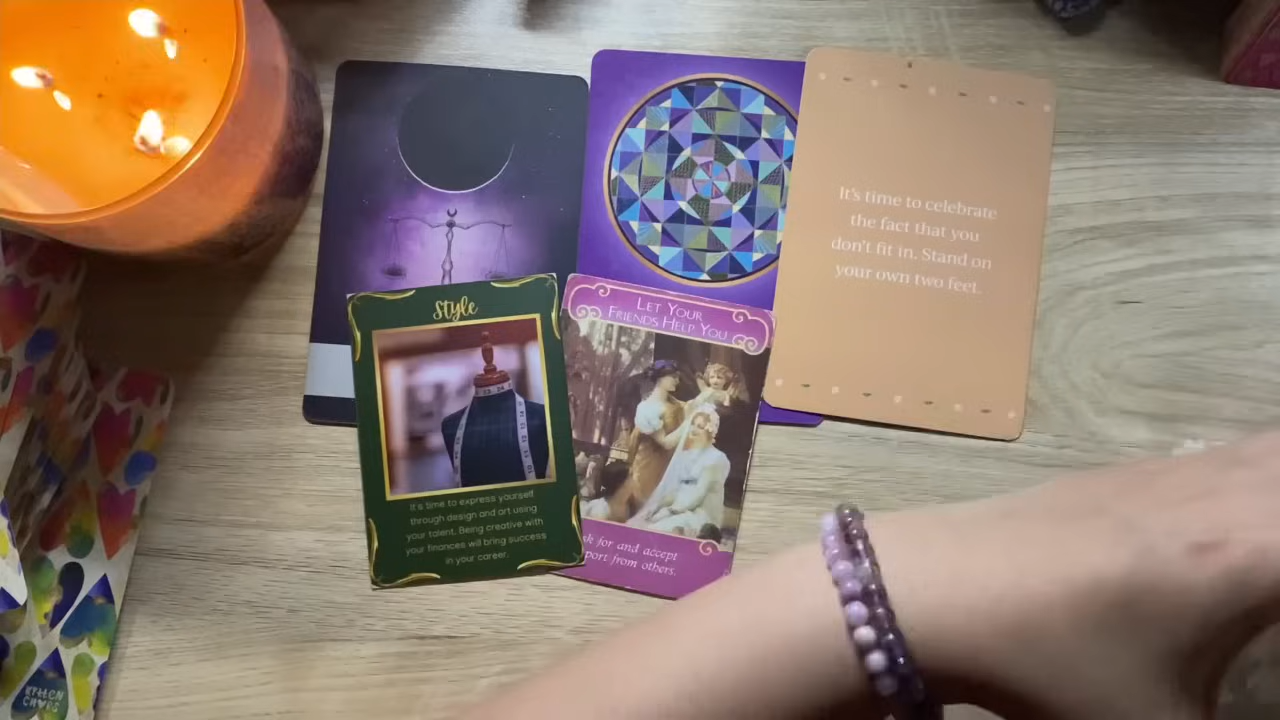 It's time to celebrate
the fact that you
don't fit in. Stand on
your own two feet.
Style
It's time to express yourself
through design and art using
your talent. Being creative with
your finances will bring success
in your career.
LET YOUR
FRIENDS HELP YOU
for and accept
from others.
KITTEN
CHOPS